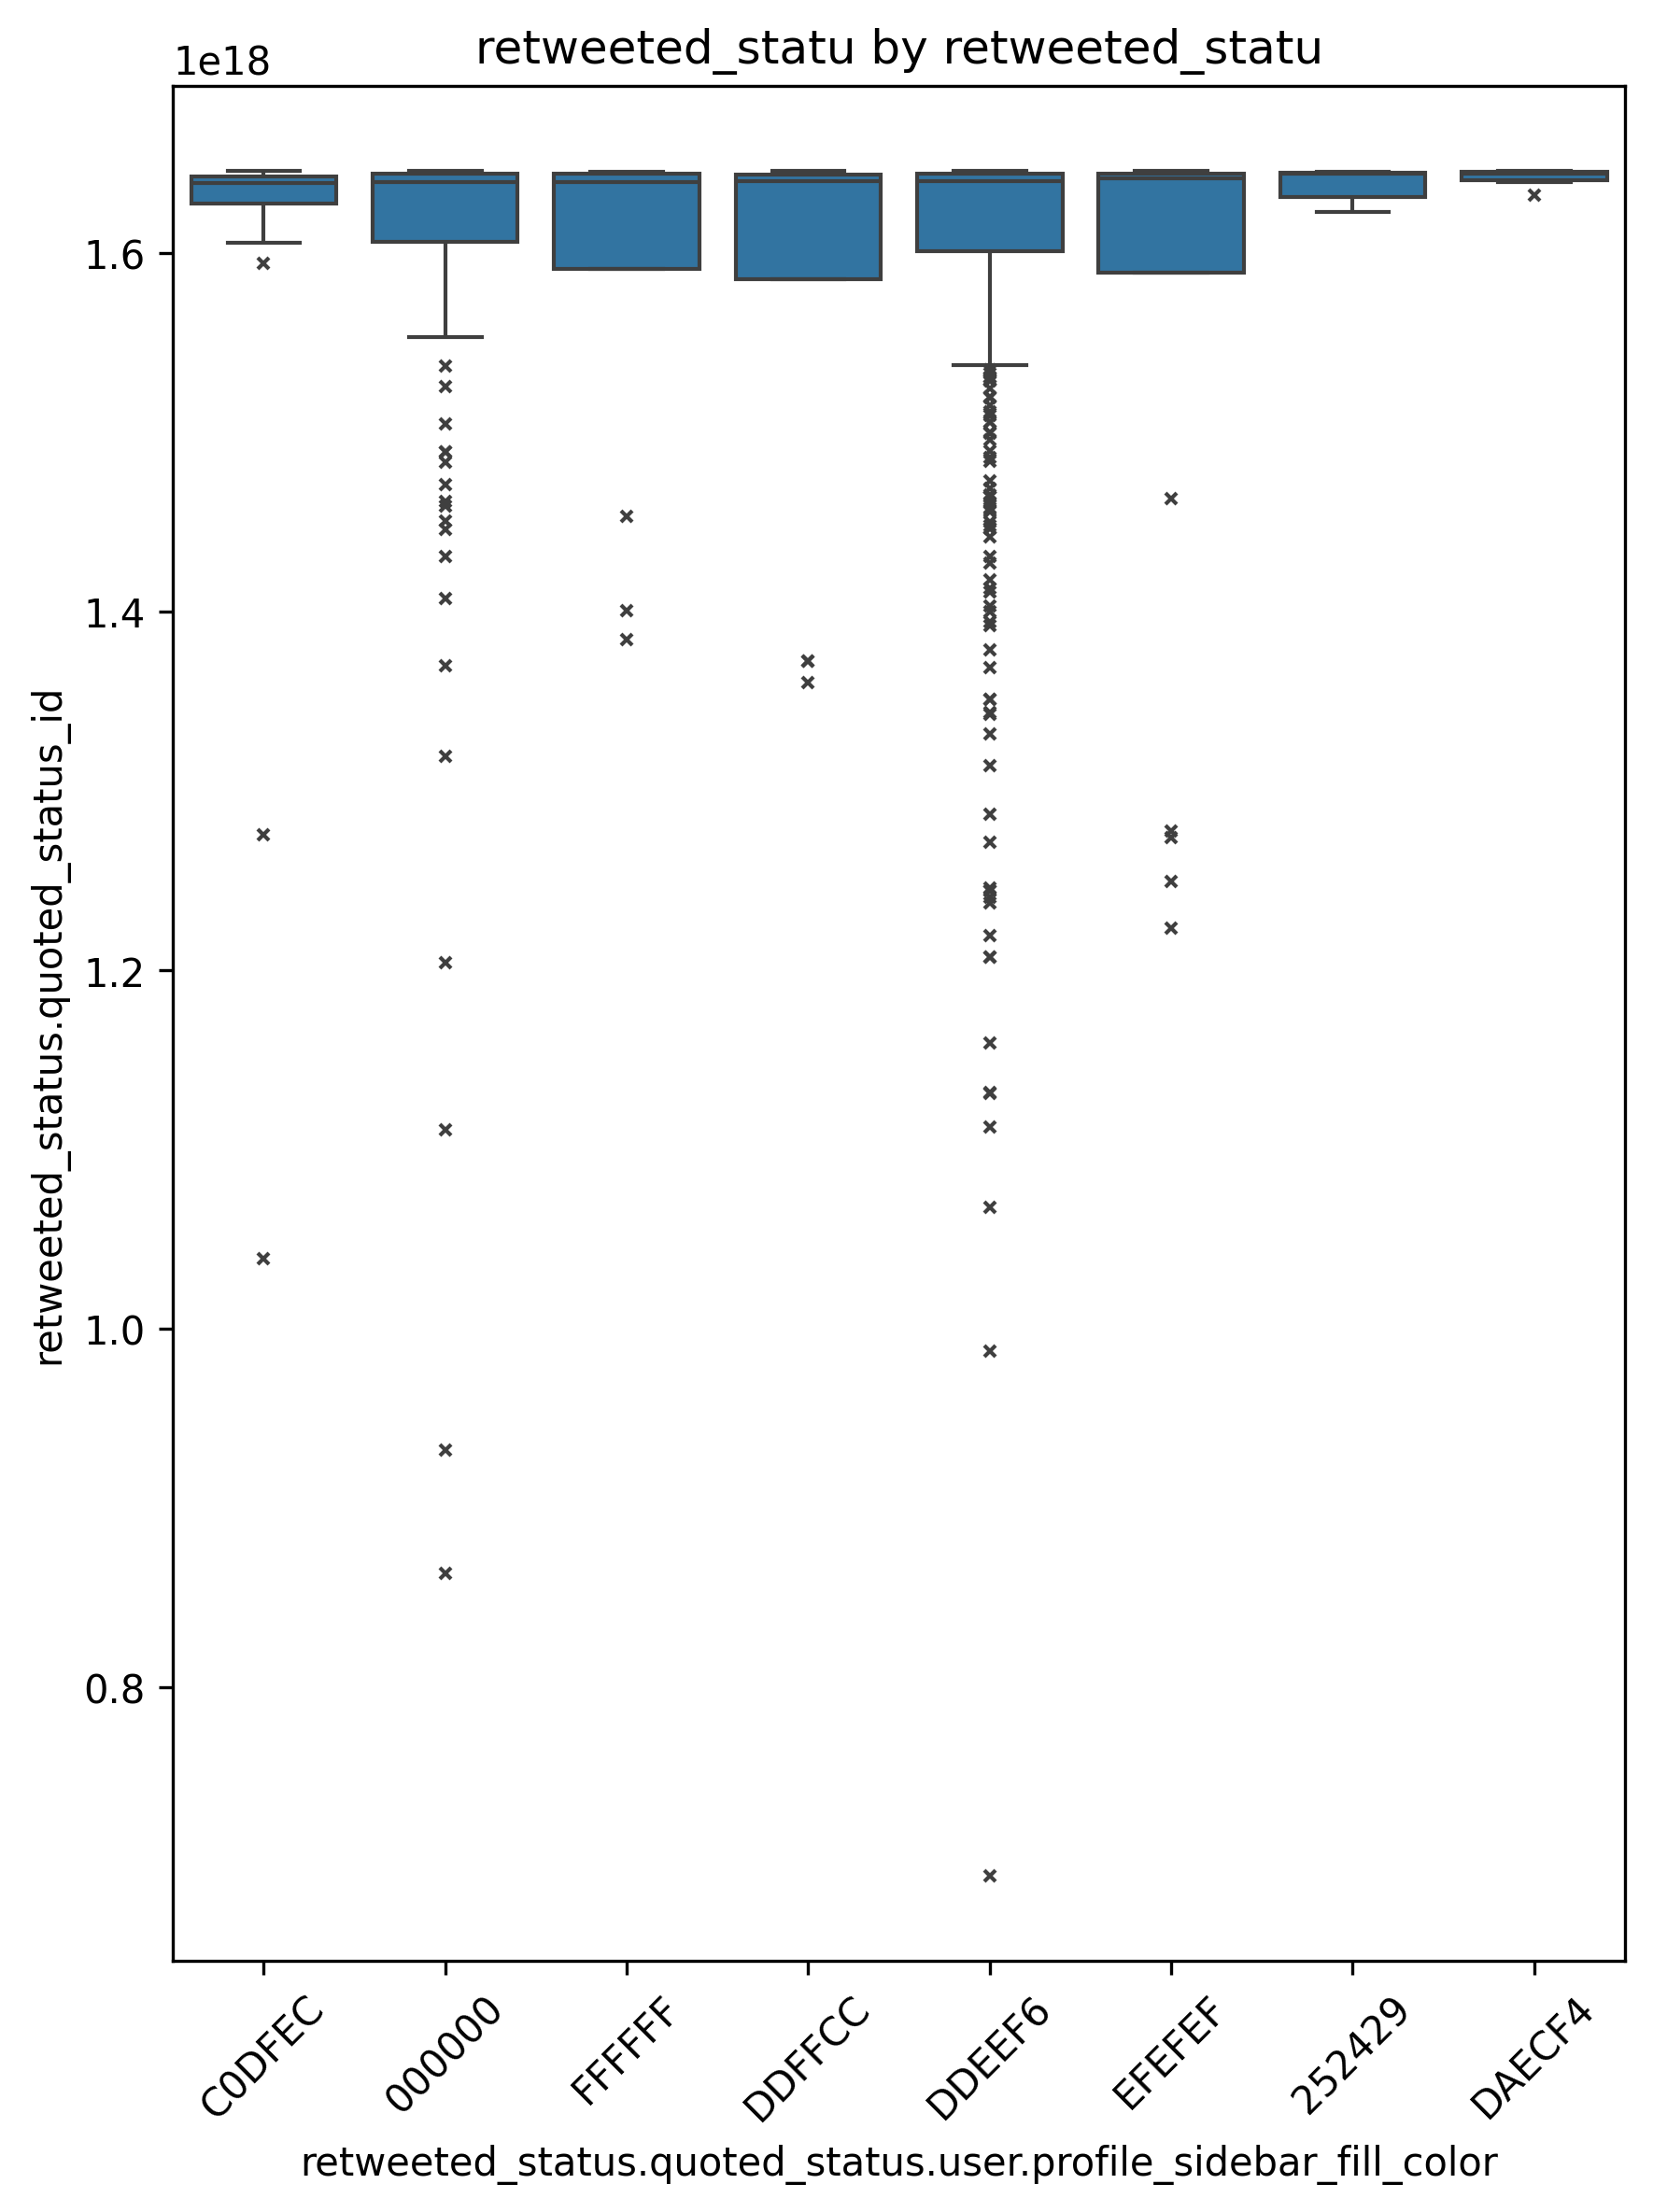 retweeted_statu by retweeted_statu
1e18
1.6
1.4
1.2
1.0
0.8
retweeted_status.quoted_status_id
C0DFEC
000000
FFFFFF
DDFFCC
DDEEF6
EFEFEF
252429
DAECF4
retweeted_status.quoted_status.user.profile_sidebar_fill_color